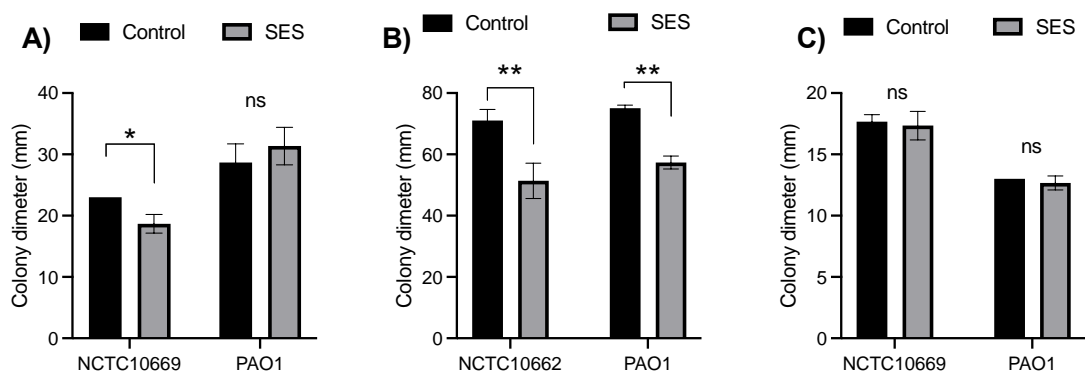 A) Control SES
Colony dimeter (mm)
40
30
20
10
0
*
ns
NCTC10669 PAO1
B) Control SES
Colony dimeter (mm)
80
60
40
20
0
**
**
NCTC10662 PAO1
C) Control SES
Colony dimeter (mm)
20
15
10
5
0
ns
ns
NCTC10669 PAO1